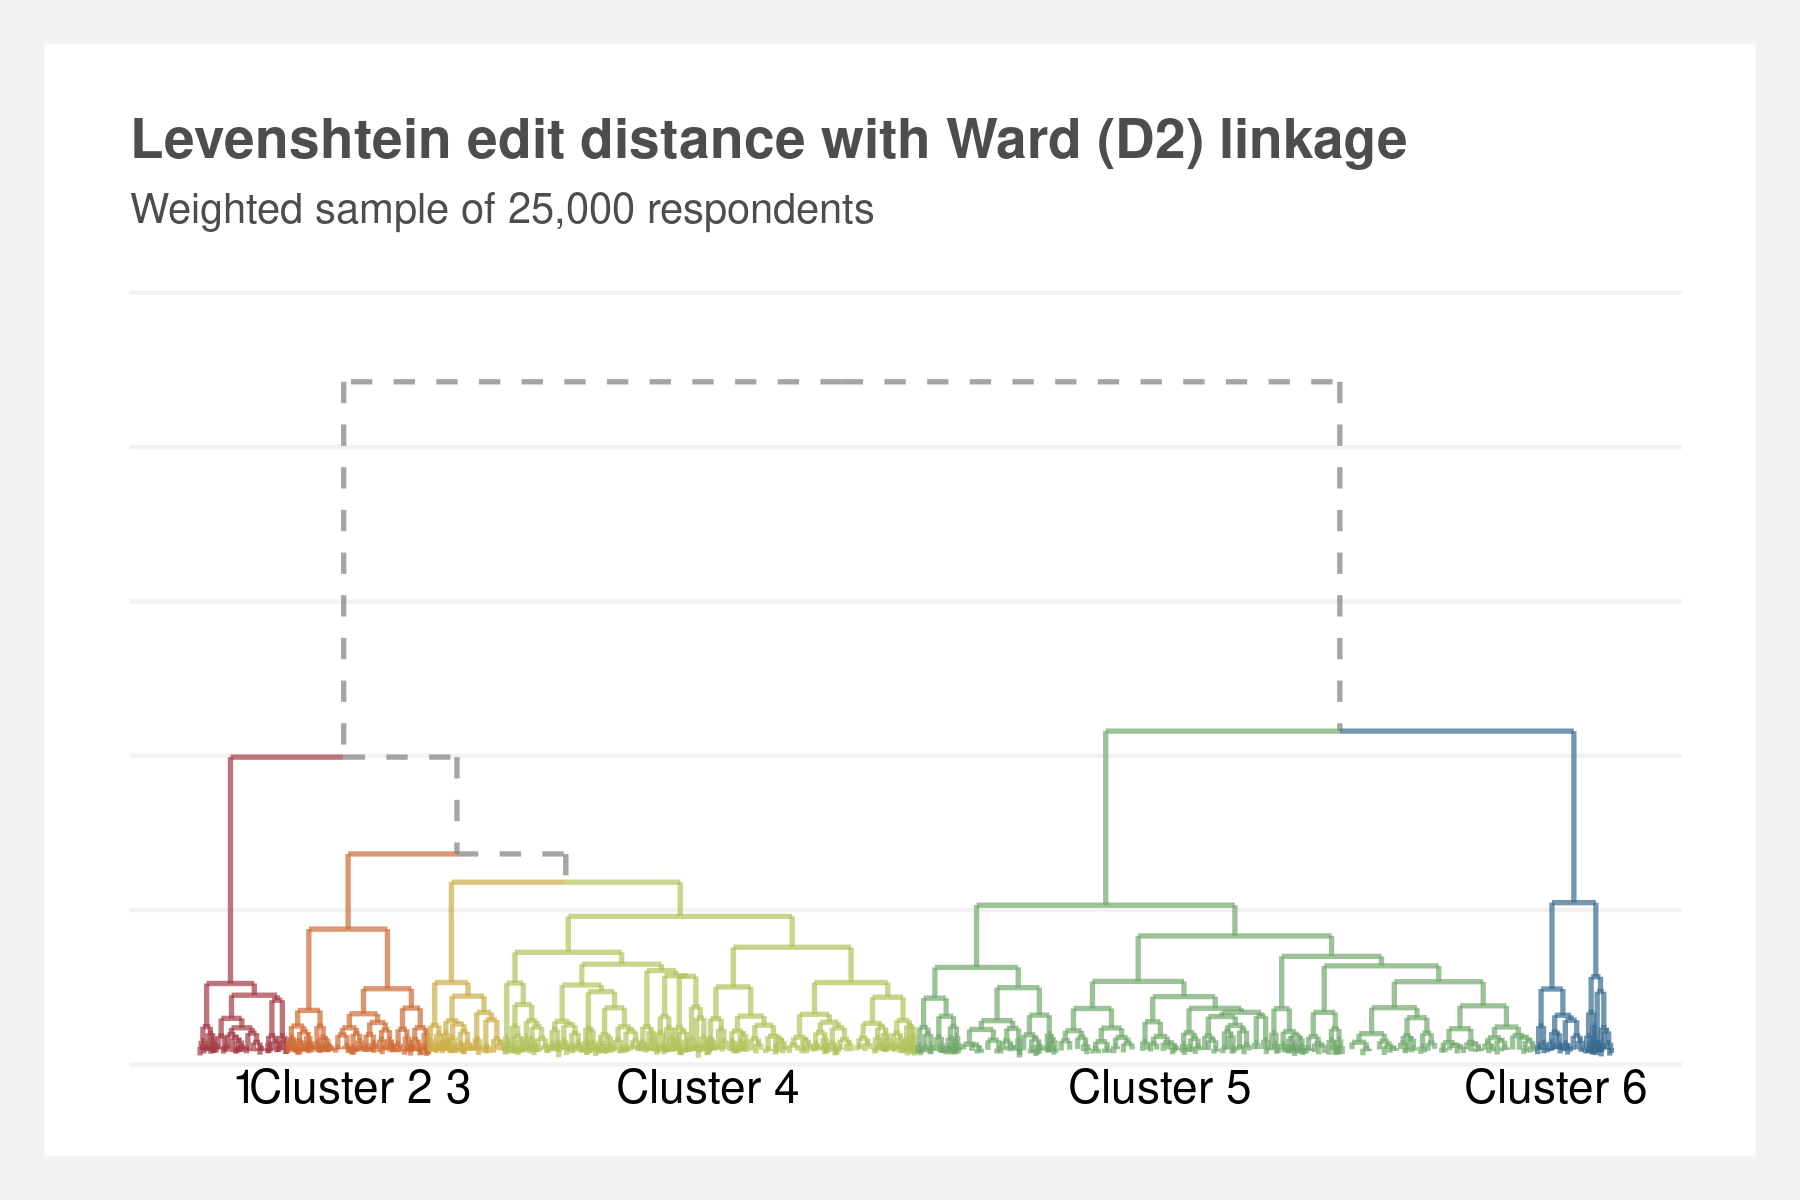 Levenshtein edit distance with Ward (D2) linkage
Weighted sample of 25,000 respondents
1Cluster 2 3 Cluster 4 Cluster 5 Cluster 6